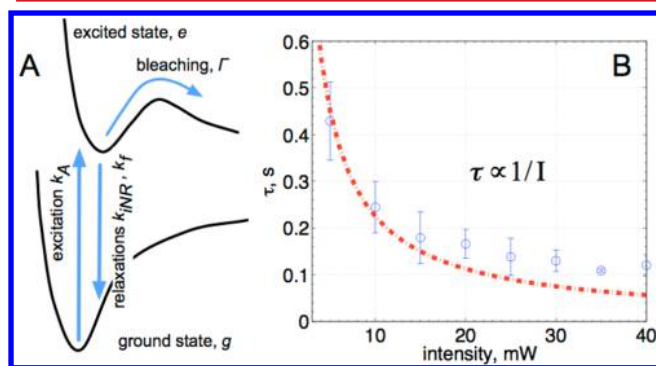 A
excited state, e
bleaching, Γ
excitation k_A
relaxations k_iNR, k_f
ground state, g
B
τ, s
0.6
0.5
0.4
0.3
0.2
0.1
0
τ ∝ 1/I
10
20
30
40
intensity, mW